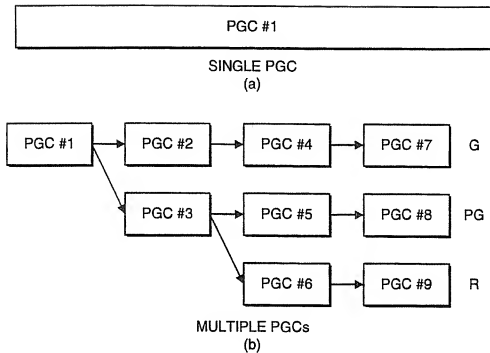 PGC #1
SINGLE PGC
(a)
PGC #1 PGC #2 PGC #4 PGC #7 G
PGC #3 PGC #5 PGC #8 PG
PGC #6 PGC #9 R
MULTIPLE PGCs
(b)